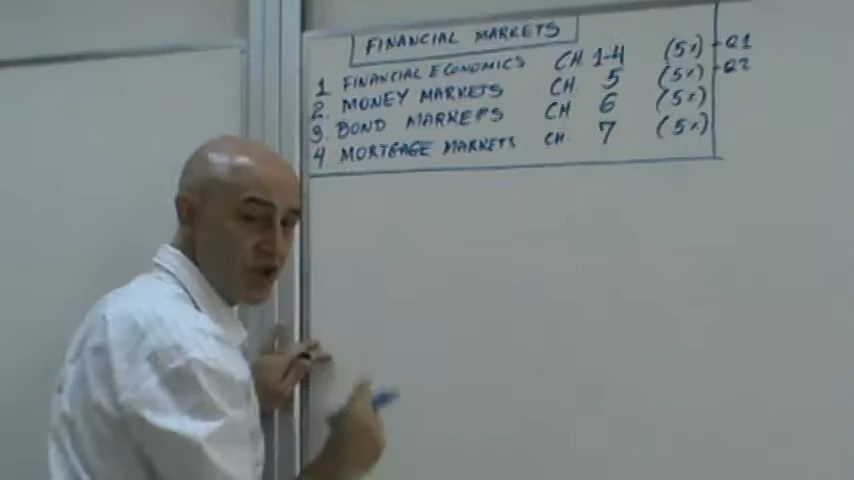 FINANCIAL MARKETS
1 FINANCIAL ECONOMICS CH 1-4 (5%) - Q1
2. MONEY MARKETS CH. 5 (5%) - Q2
3. BOND MARKETS CH 6 (5%)
4 MORTGAGE MARKETS CH. 7 (5%)